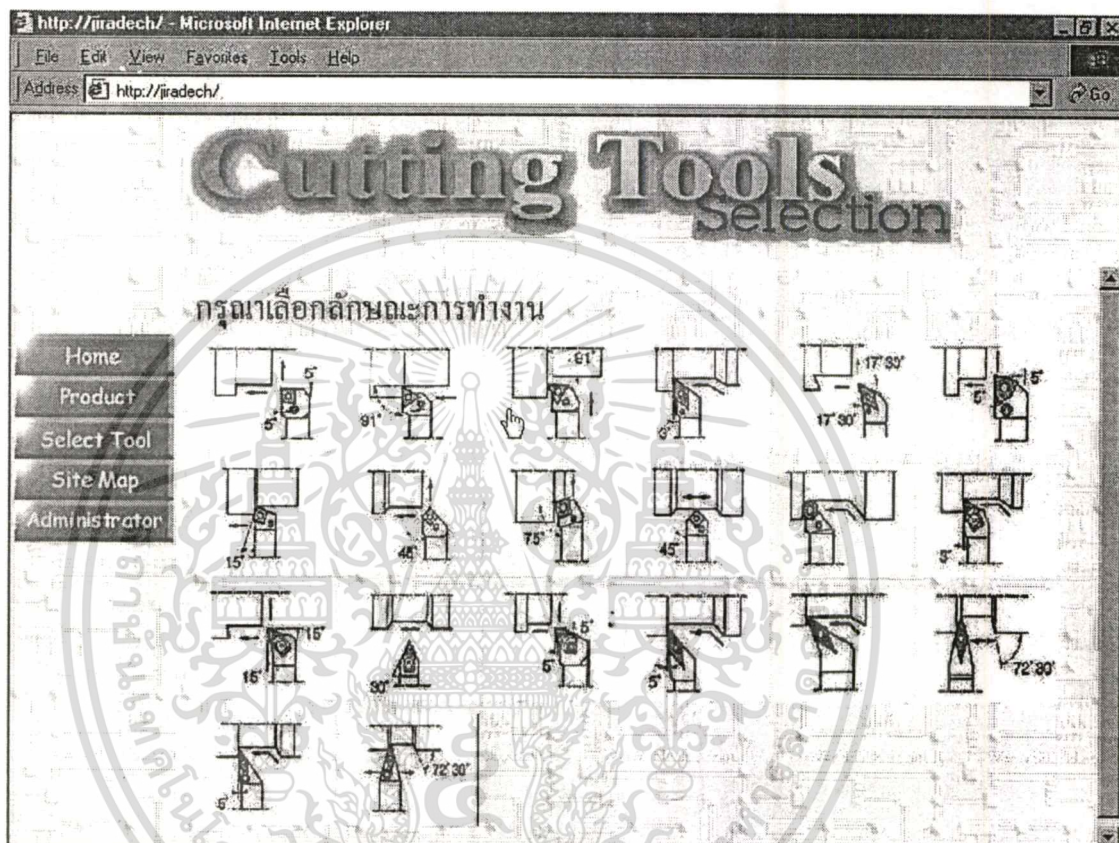 http://jiradech/ - Microsoft Internet Explorer
File Edit View Favorites Tools Help
Address http://jiradech/ Go
Cutting Tools
Selection
กรุณาเลือกลักษณะการทำงาน
Home
Product
Select Tool
Site Map
Administrator
5° 5°
91°
91°
17°30' 17°30'
5°
15°
45°
75°
45°
3°
15° 15°
30°
5° 5°
5°
72°30'
72°30'